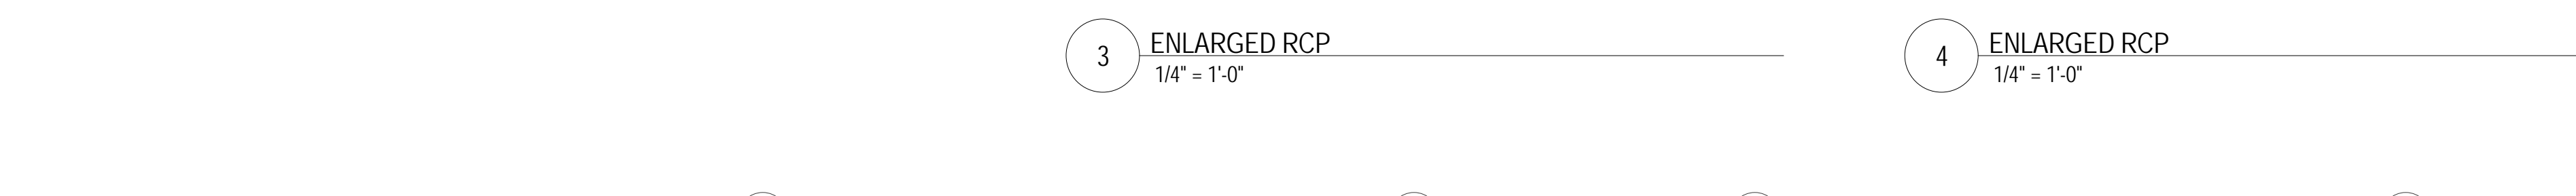 3
ENLARGED RCP
1/4" = 1'-0"
4
ENLARGED RCP
1/4" = 1'-0"